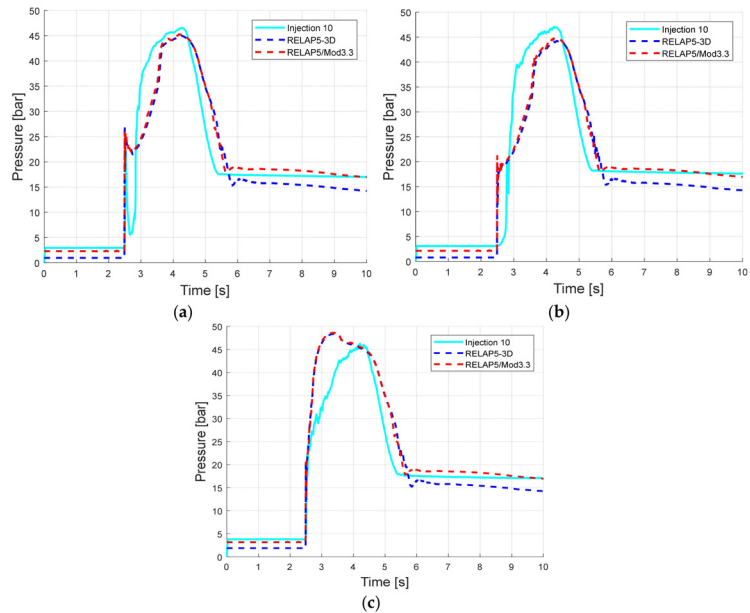 50
45
40
35
30
25
20
15
10
5
0
Pressure [bar]
Injection 10
RELAP5-3D
RELAP5/Mod3.3
0 1 2 3 4 5 6 7 8 9 10
Time [s]
(a)
50
45
40
35
30
25
20
15
10
5
0
Pressure [bar]
Injection 10
RELAP5-3D
RELAP5/Mod3.3
0 1 2 3 4 5 6 7 8 9 10
Time [s]
(b)
50
45
40
35
30
25
20
15
10
5
0
Pressure [bar]
Injection 10
RELAP5-3D
RELAP5/Mod3.3
0 1 2 3 4 5 6 7 8 9 10
Time [s]
(c)